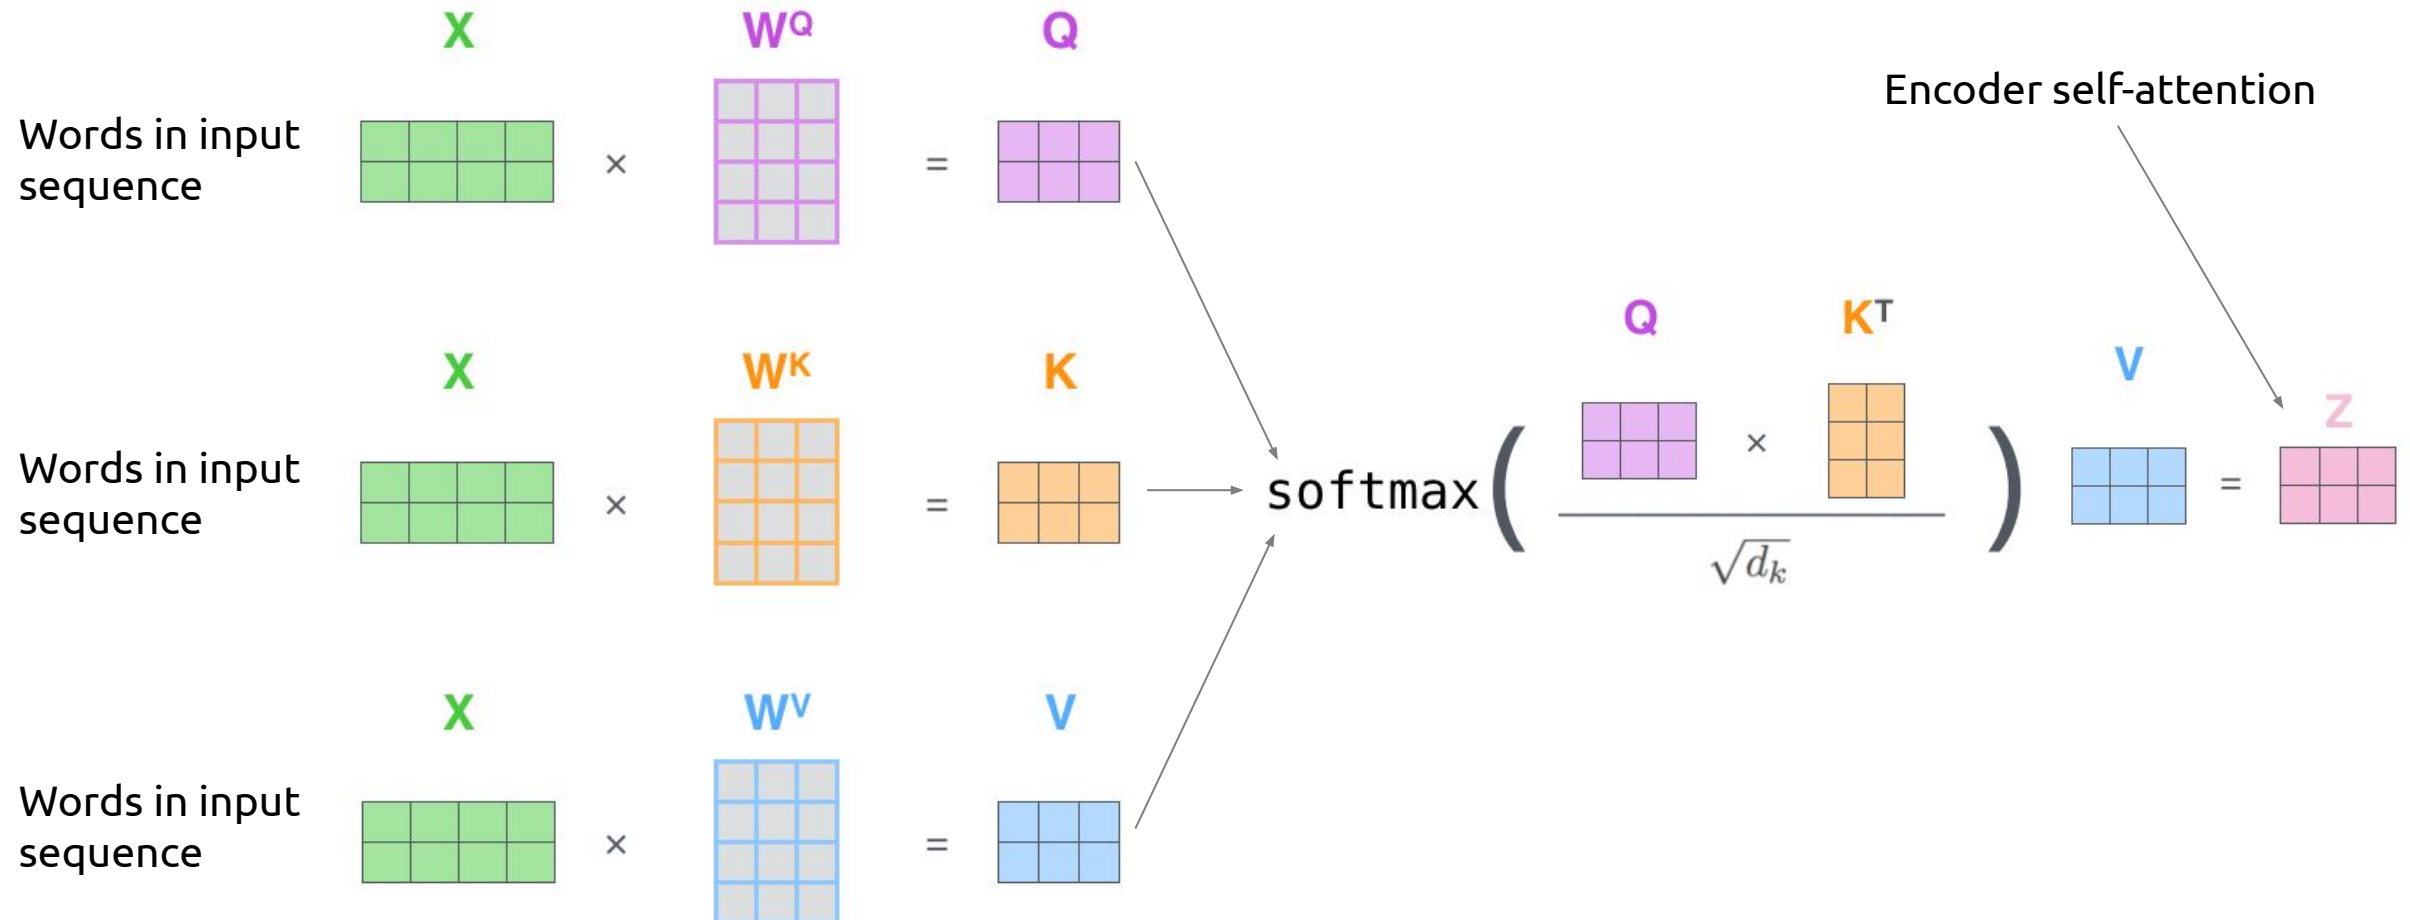 X × W^Q = Q
Words in input
sequence
Encoder self-attention
X × W^K = K
Words in input
sequence
softmax( Q × K^T / √d_k ) V = Z
X × W^V = V
Words in input
sequence